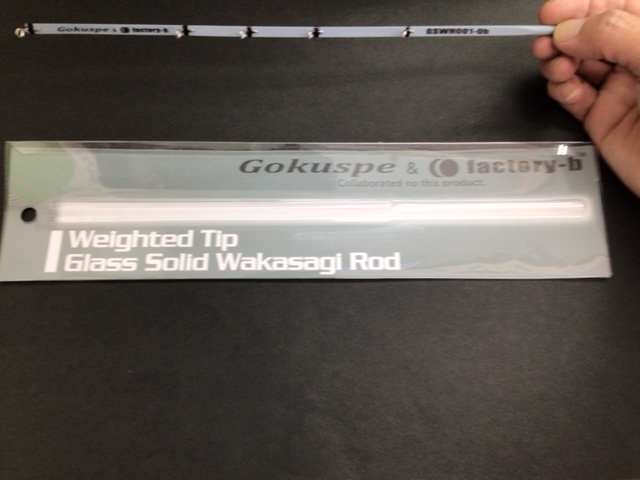 Gokuspe & factory-b
GSWH001-0b
Gokuspe & factory-b
Collaborated no this product.
Weighted Tip
Glass Solid Wakasagi Rod